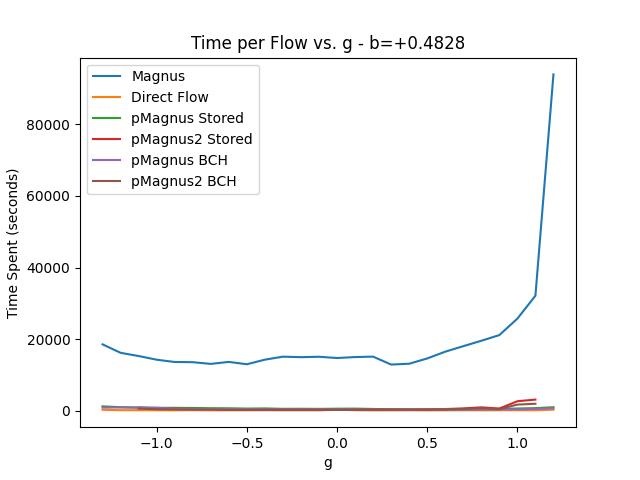 Time per Flow vs. g - b=+0.4828
Magnus
Direct Flow
pMagnus Stored
pMagnus2 Stored
pMagnus BCH
pMagnus2 BCH
Time Spent (seconds)
80000
60000
40000
20000
0
−1.0
−0.5
0.0
0.5
1.0
g